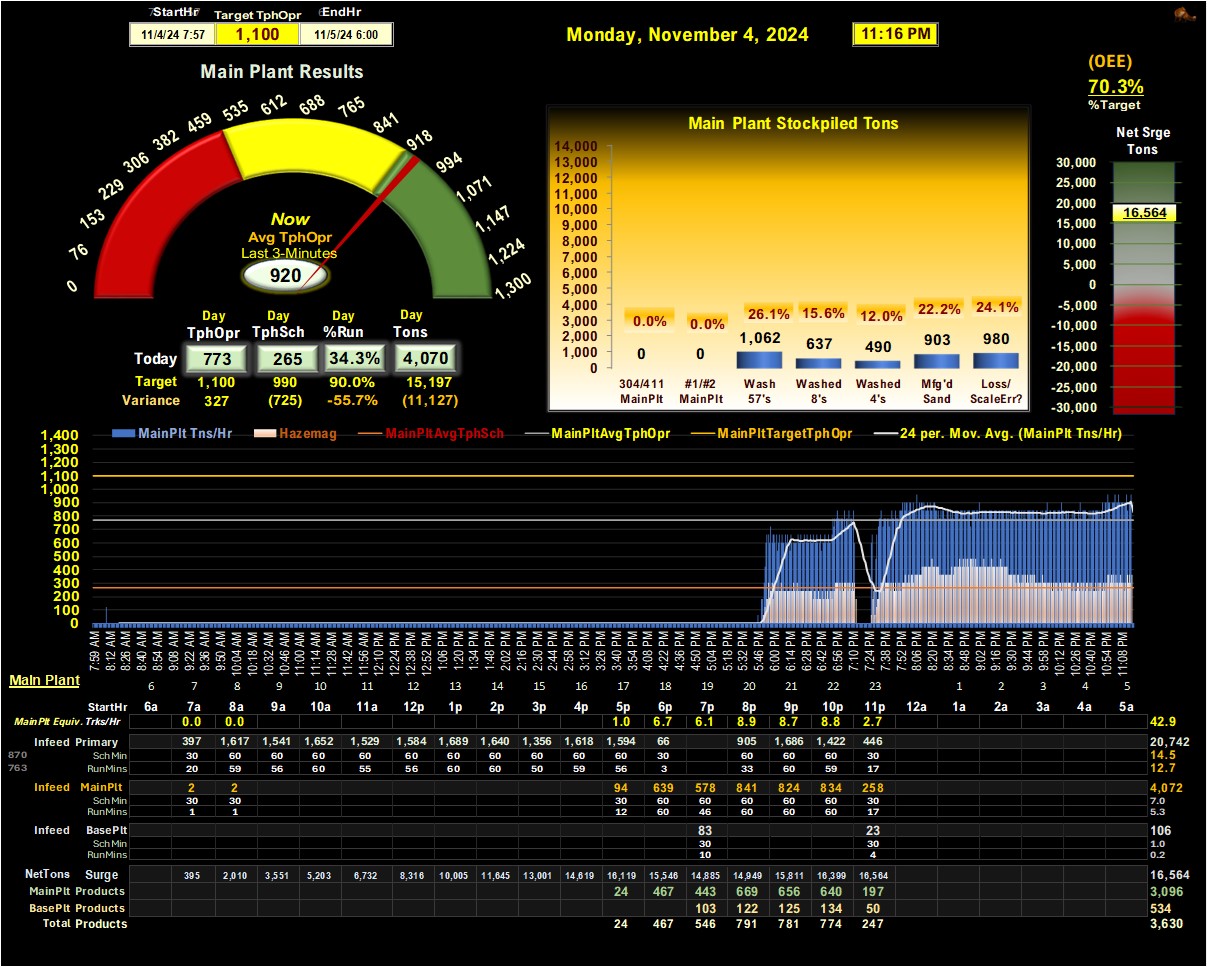 StartHr Target TphOpr EndHr
11/4/24 7:57 1,100 11/5/24 6:00
Monday, November 4, 2024 11:16 PM
(OEE)
70.3%
%Target
Main Plant Results
0 76 153 229 306 382 459 535 612 688 765 841 918 994 1,071 1,147 1,224 1,300
Now
Avg TphOpr
Last 3-Minutes
920
Day Day Day Day
TphOpr TphSch %Run Tons
Today 773 265 34.3% 4,070
Target 1,100 990 90.0% 15,197
Variance 327 (725) -55.7% (11,127)
Main Plant Stockpiled Tons
14,000
13,000
12,000
11,000
10,000
9,000
8,000
7,000
6,000
5,000
4,000
3,000
2,000
1,000
0
0.0% 0.0% 26.1% 15.6% 12.0% 22.2% 24.1%
0 0 1,062 637 490 903 980
304/411 #1/#2 Wash Washed Washed Mfg'd Loss/
MainPlt MainPlt 57's 8's 4's Sand ScaleErr?
Net Srge
Tons
30,000
25,000
16,564
15,000
10,000
5,000
0
-5,000
-10,000
-15,000
-20,000
-25,000
-30,000
MainPlt Tns/Hr Hazemag MainPltAvgTphSch MainPltAvgTphOpr MainPltTargetTphOpr 24 per. Mov. Avg. (MainPlt Tns/Hr)
1,400
1,300
1,200
1,100
1,000
900
800
700
600
500
400
300
200
100
0
7:58 AM 8:12 AM 8:26 AM 8:40 AM 8:54 AM 9:08 AM 9:22 AM 9:36 AM 9:50 AM 10:04 AM 10:18 AM 10:32 AM 10:46 AM 11:00 AM 11:14 AM 11:28 AM 11:42 AM 11:56 AM 12:10 PM 12:24 PM 12:38 PM 12:52 PM 1:06 PM 1:20 PM 1:34 PM 1:48 PM 2:02 PM 2:16 PM 2:30 PM 2:44 PM 2:58 PM 3:12 PM 3:26 PM 3:40 PM 3:54 PM 4:08 PM 4:22 PM 4:36 PM 4:50 PM 5:04 PM 5:18 PM 5:32 PM 5:46 PM 6:00 PM 6:14 PM 6:28 PM 6:42 PM 6:56 PM 7:10 PM 7:24 PM 7:38 PM 7:52 PM 8:06 PM 8:20 PM 8:34 PM 8:48 PM 9:02 PM 9:16 PM 9:30 PM 9:44 PM 9:58 PM 10:12 PM 10:26 PM 10:40 PM 10:54 PM 11:08 PM
Main Plant
6 7 8 9 10 11 12 13 14 15 16 17 18 19 20 21 22 23 1 2 3 4 5
StartHr 6a 7a 8a 9a 10a 11a 12p 1p 2p 3p 4p 5p 6p 7p 8p 9p 10p 11p 12a 1a 2a 3a 4a 5a
MainPlt Equiv. Trks/Hr 0.0 0.0 1.0 6.7 6.1 8.9 8.7 8.8 2.7 42.9
Infeed Primary 397 1,617 1,541 1,652 1,529 1,584 1,689 1,640 1,356 1,618 1,594 66 905 1,686 1,422 446 20,742
870 SchMin 30 60 60 60 60 60 60 60 60 60 60 30 60 60 60 30 14.5
763 RunMins 20 59 56 60 55 56 60 60 50 59 56 3 33 60 59 17 12.7
Infeed MainPlt 2 2 94 639 578 841 824 834 258 4,072
SchMin 30 30 30 60 60 60 60 60 30 7.0
RunMins 1 1 12 60 46 60 60 60 17 5.3
Infeed BasePlt 83 23 106
SchMin 30 30 1.0
RunMins 10 4 0.2
NetTons Surge 395 2,010 3,551 5,203 6,732 8,316 10,005 11,645 13,001 14,619 16,119 15,546 14,885 14,949 15,811 16,399 16,564 16,564
MainPlt Products 24 467 443 669 656 640 197 3,096
BasePlt Products 103 122 125 134 50 534
Total Products 24 467 546 791 781 774 247 3,630